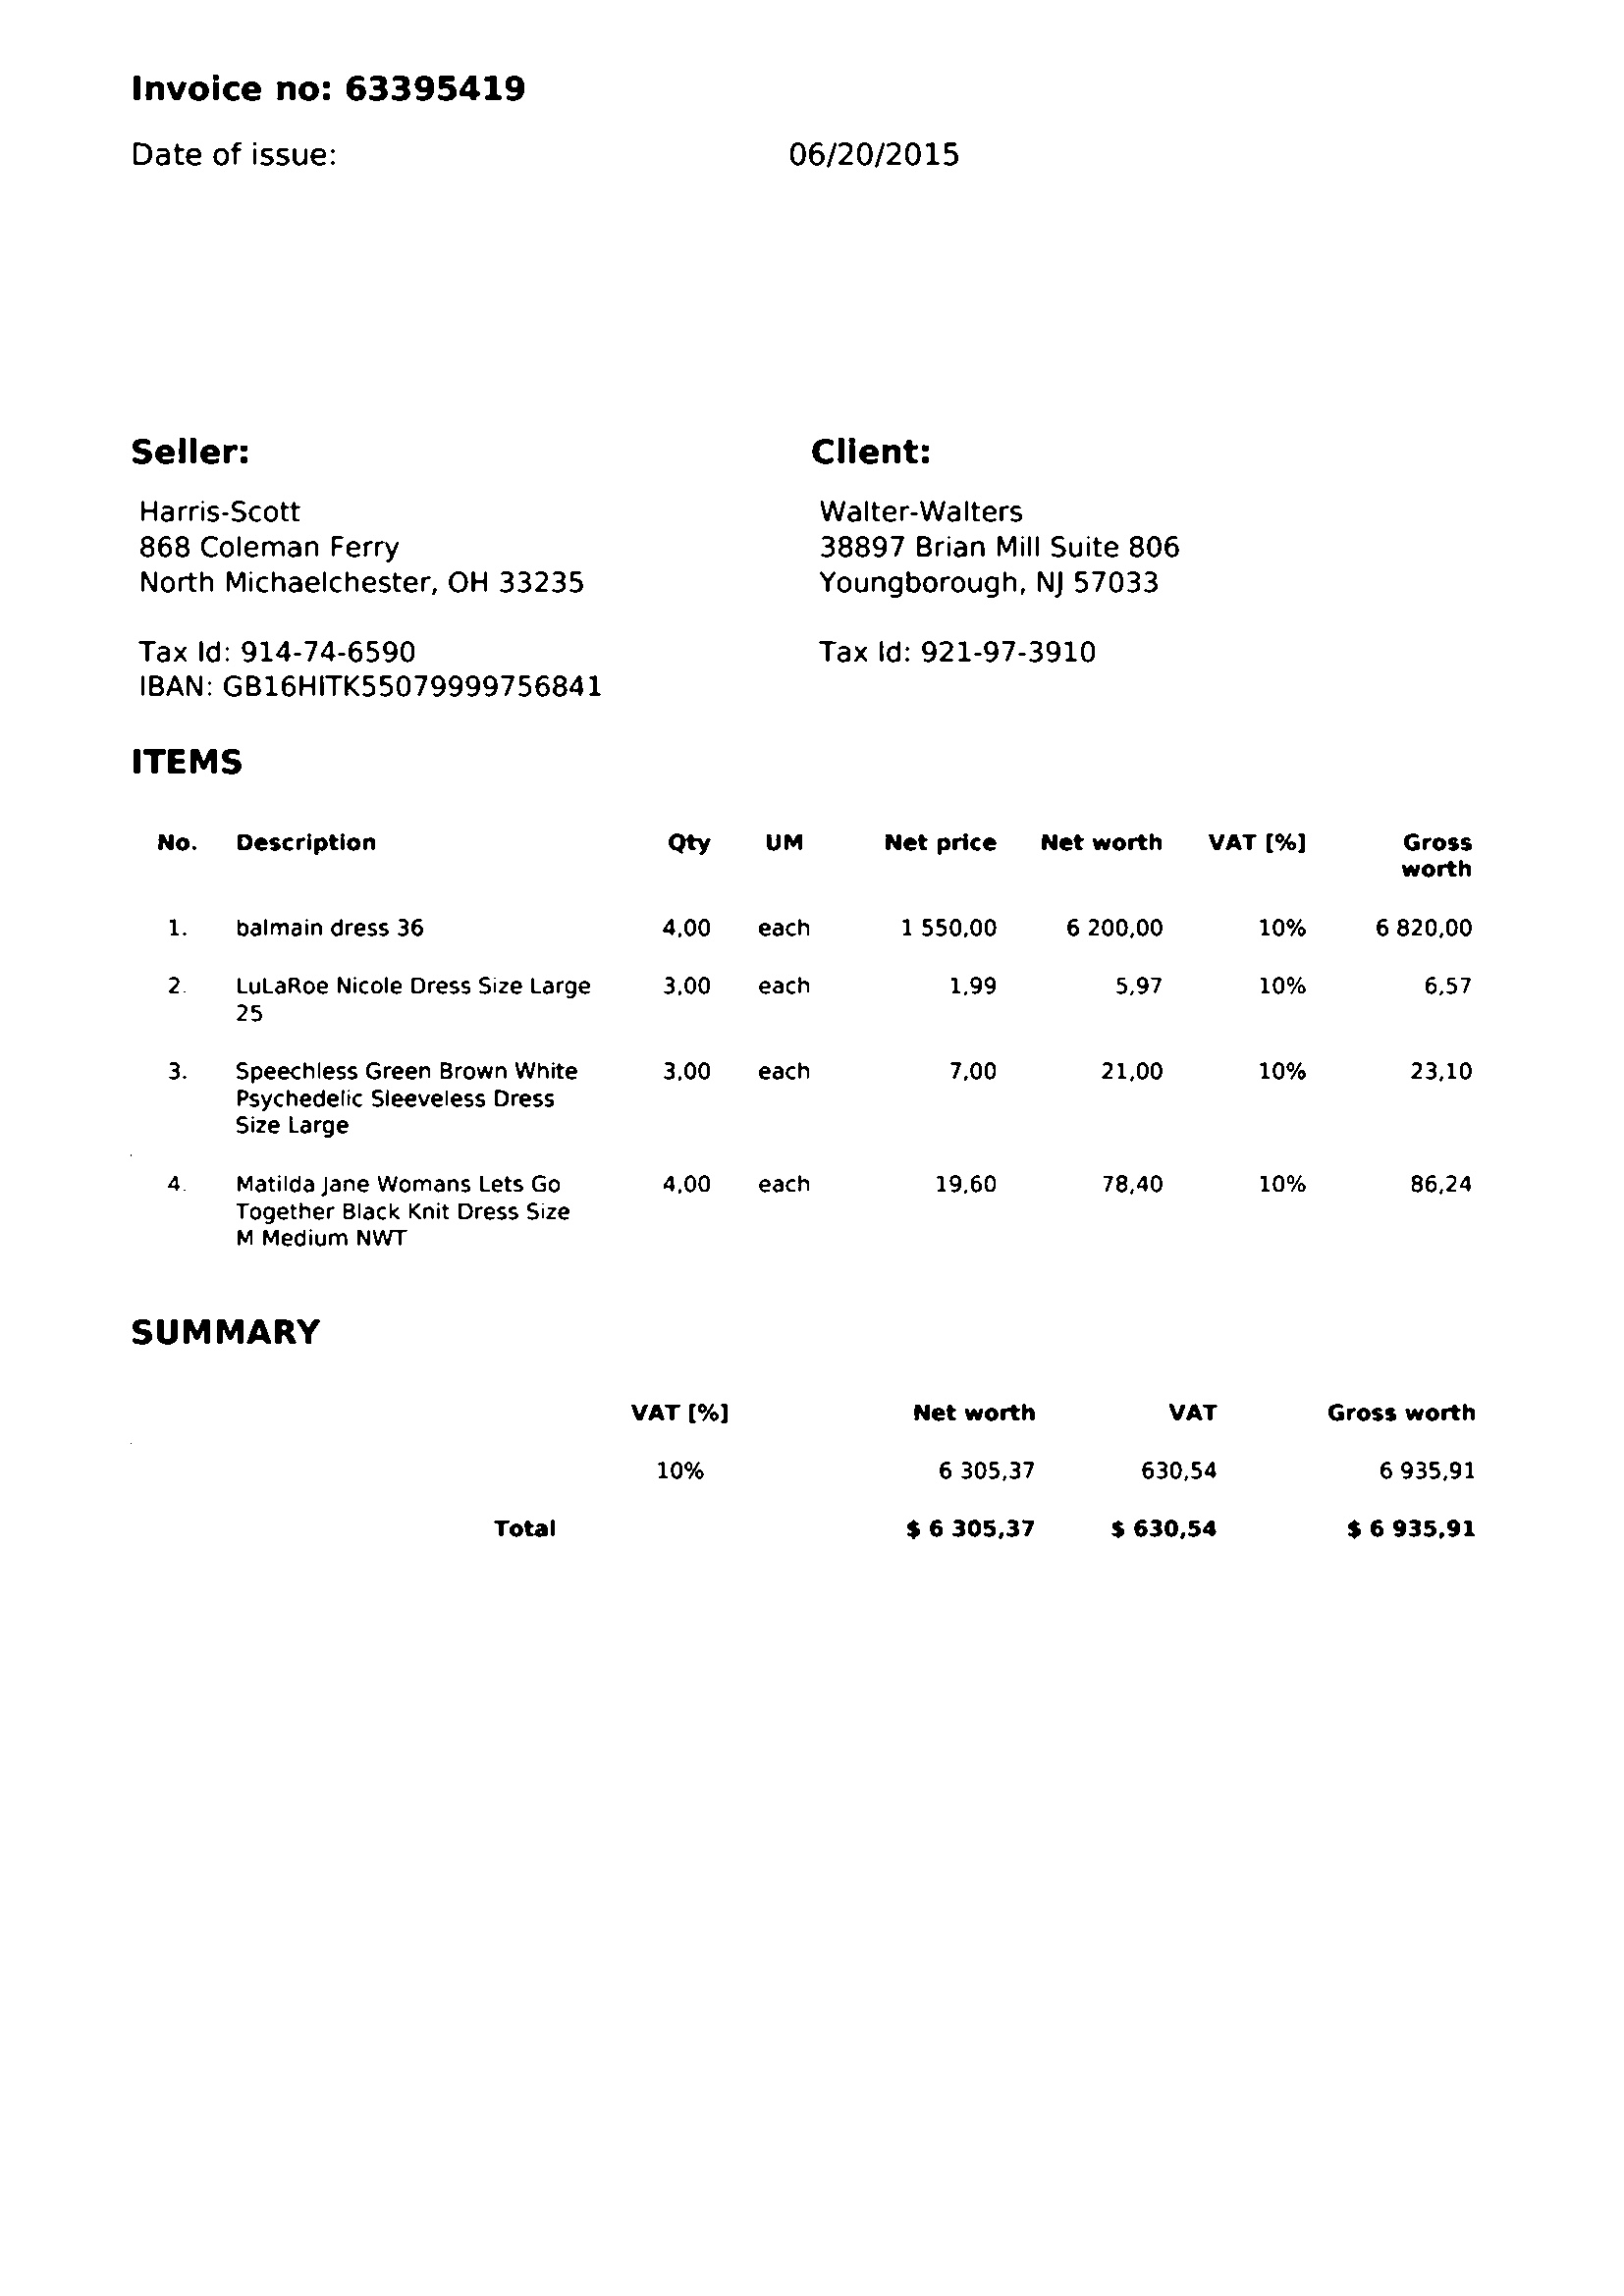 Invoice no: 63395419
Date of issue: 06/20/2015
Seller: Client:
Harris-Scott Walter-Walters
868 Coleman Ferry 38897 Brian Mill Suite 806
North Michaelchester, OH 33235 Youngborough, NJ 57033
Tax Id: 914-74-6590 Tax Id: 921-97-3910
IBAN: GB16HITK55079999756841
ITEMS
No. Description Qty UM Net price Net worth VAT [%] Gross
worth
1. balmain dress 36 4,00 each 1 550,00 6 200,00 10% 6 820,00
2. LuLaRoe Nicole Dress Size Large 3,00 each 1,99 5,97 10% 6,57
25
3. Speechless Green Brown White 3,00 each 7,00 21,00 10% 23,10
Psychedelic Sleeveless Dress
Size Large
4. Matilda Jane Womans Lets Go 4,00 each 19,60 78,40 10% 86,24
Together Black Knit Dress Size
M Medium NWT
SUMMARY
VAT [%] Net worth VAT Gross worth
10% 6 305,37 630,54 6 935,91
Total $ 6 305,37 $ 630,54 $ 6 935,91